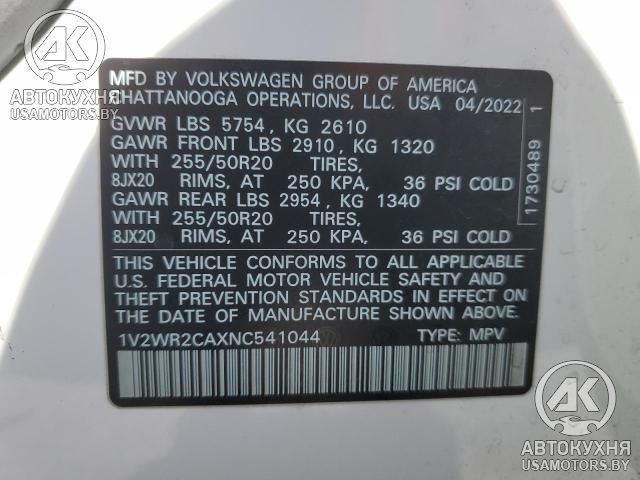 MFD BY VOLKSWAGEN GROUP OF AMERICA
CHATTANOOGA OPERATIONS, LLC. USA 04/2022
GVWR LBS 5754, KG 2610
GAWR FRONT LBS 2910, KG 1320
WITH 255/50R20 TIRES,
8JX20 RIMS, AT 250 KPA, 36 PSI COLD
GAWR REAR LBS 2954, KG 1340
WITH 255/50R20 TIRES,
8JX20 RIMS, AT 250 KPA, 36 PSI COLD
THIS VEHICLE CONFORMS TO ALL APPLICABLE
U.S. FEDERAL MOTOR VEHICLE SAFETY AND
THEFT PREVENTION STANDARDS IN EFFECT ON
THE DATE OF MANUFACTURE SHOWN ABOVE.
1V2WR2CAXNC541044 TYPE: MPV
1730489 1
АК
АВТОКУХНЯ
USAMOTORS.BY
АК
АВТОКУХНЯ
USAMOTORS.BY